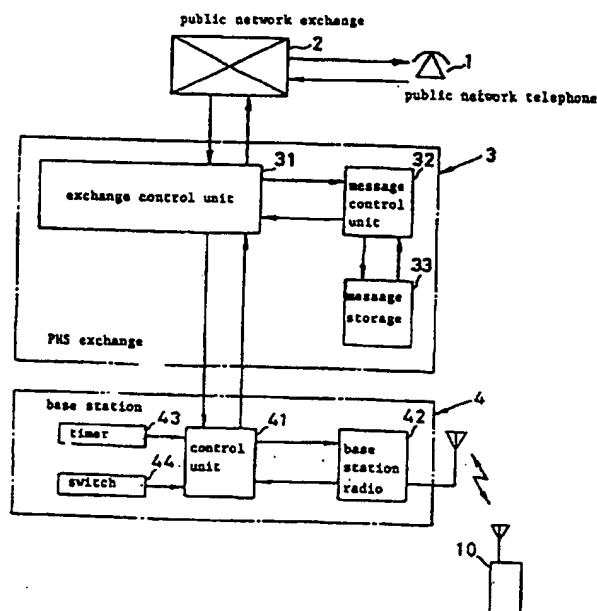 public network exchange
2
1
public network telephone
3
31
32
exchange control unit
message
control
unit
33
message
storage
PHS exchange
4
base station
43
41
42
timer
control
unit
base
station
radio
44
switch
10